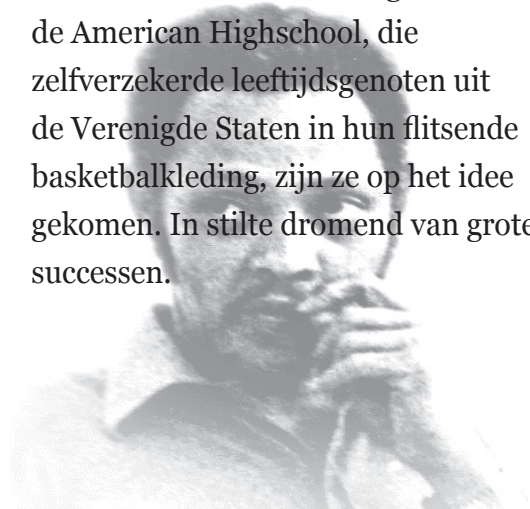 de American Highschool, die
zelfverzekerde leeftijdsgenoten uit
de Verenigde Staten in hun flitsende
basketbalkleding, zijn ze op het idee
gekomen. In stilte dromend van grote
successen.